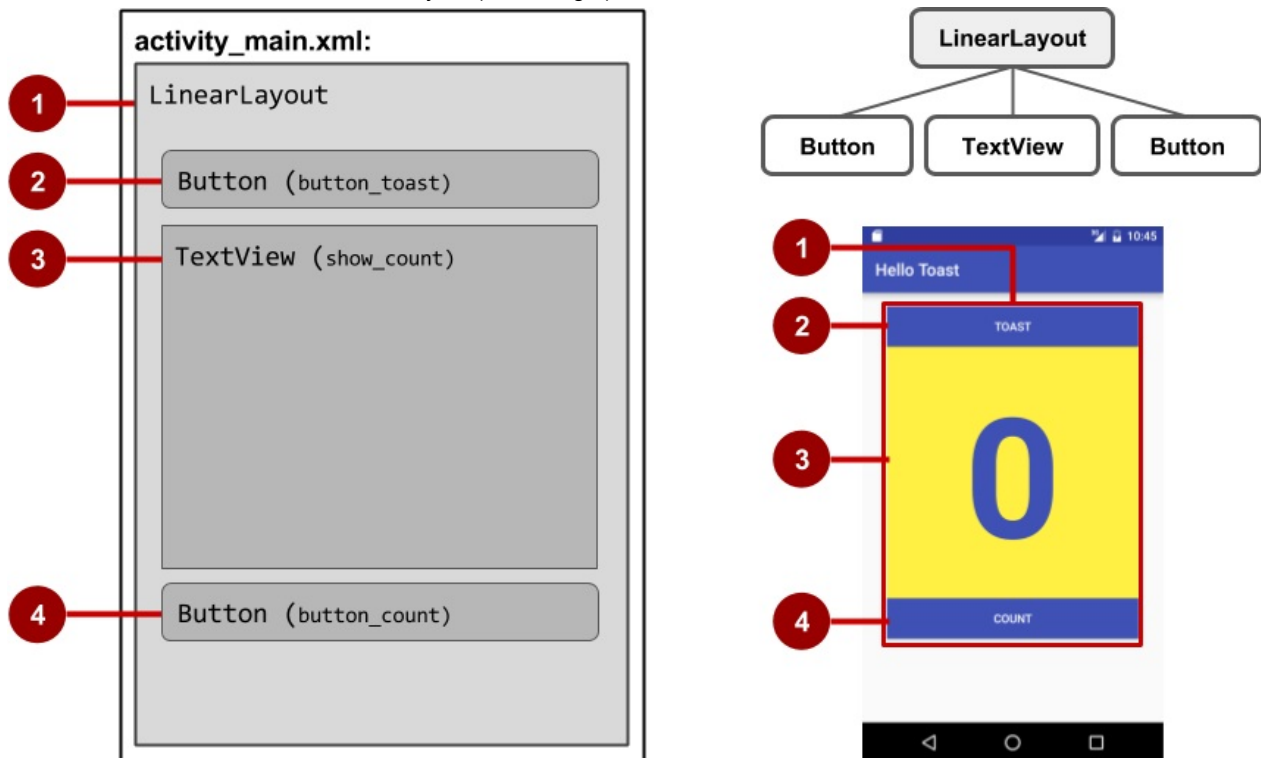 activity_main.xml:
1
LinearLayout
2
Button (button_toast)
3
TextView (show_count)
4
Button (button_count)
LinearLayout
Button TextView Button
1
10:45
Hello Toast
2
TOAST
3
0
4
COUNT